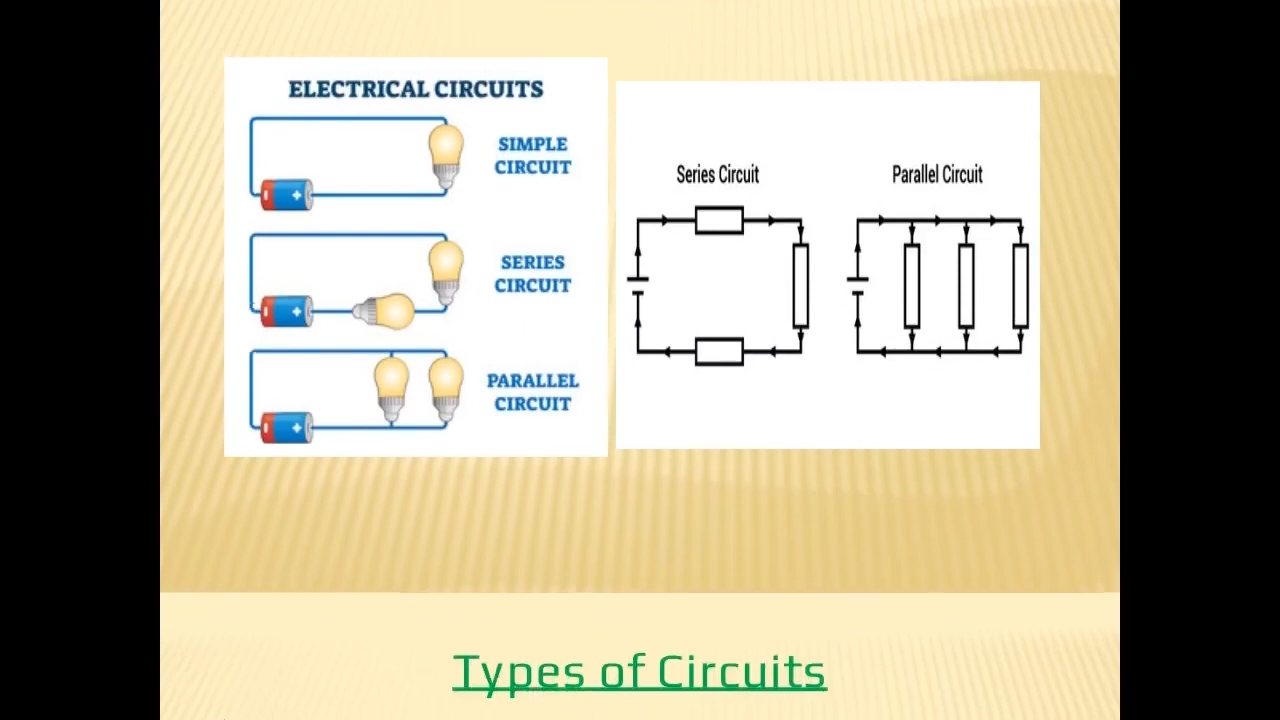 ELECTRICAL CIRCUITS
SIMPLE
CIRCUIT
SERIES
CIRCUIT
PARALLEL
CIRCUIT
Series Circuit
Parallel Circuit
Types of Circuits